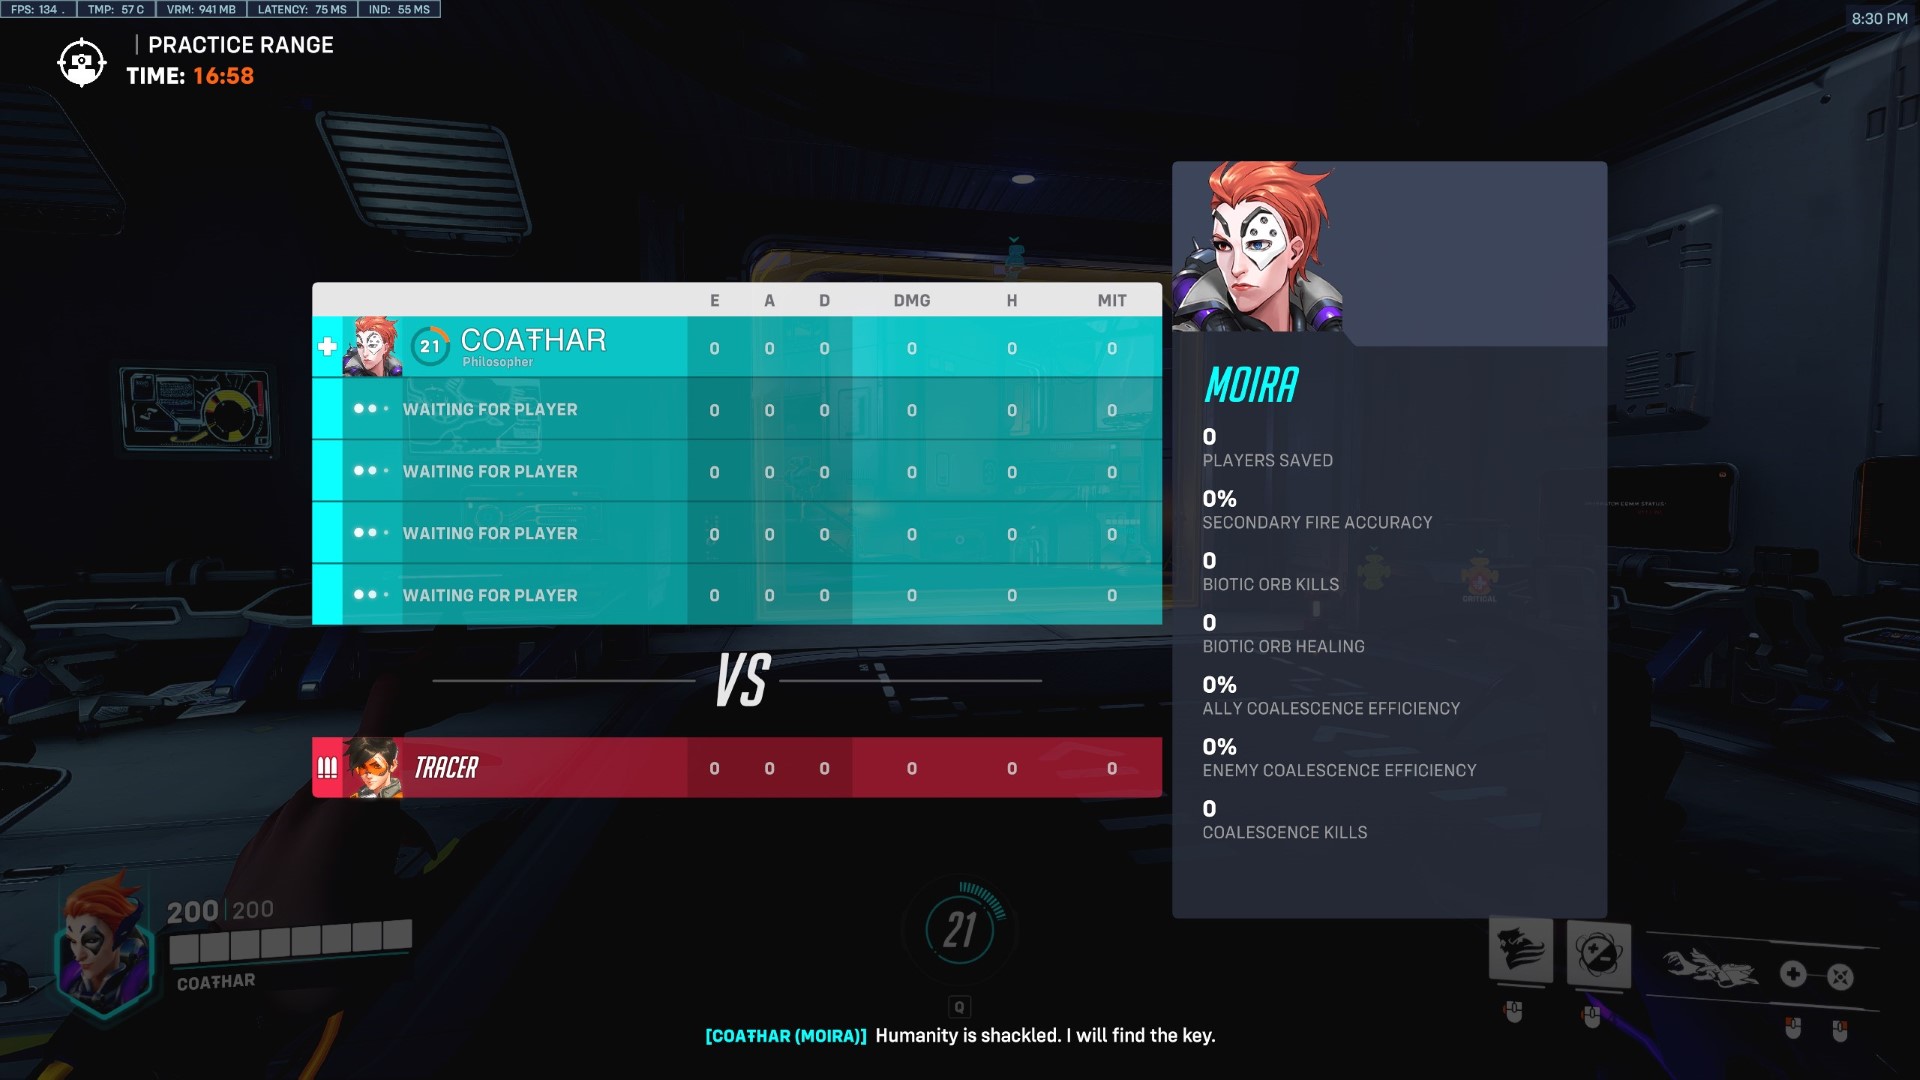 FPS: 134 . TMP: 57 C VRM: 941 MB LATENCY: 75 MS IND: 55 MS
8:30 PM
| PRACTICE RANGE
TIME: 16:58
E A D DMG H MIT
21 COAŦHAR 0 0 0 0 0 0
Philosopher
WAITING FOR PLAYER 0 0 0 0 0 0
WAITING FOR PLAYER 0 0 0 0 0 0
WAITING FOR PLAYER 0 0 0 0 0 0
WAITING FOR PLAYER 0 0 0 0 0 0
VS
TRACER 0 0 0 0 0 0
MOIRA
0
PLAYERS SAVED
0%
SECONDARY FIRE ACCURACY
0
BIOTIC ORB KILLS
0
BIOTIC ORB HEALING
0%
ALLY COALESCENCE EFFICIENCY
0%
ENEMY COALESCENCE EFFICIENCY
0
COALESCENCE KILLS
CRITICAL
200 | 200
COAŦHAR
21
Q
[COAŦHAR (MOIRA)] Humanity is shackled. I will find the key.